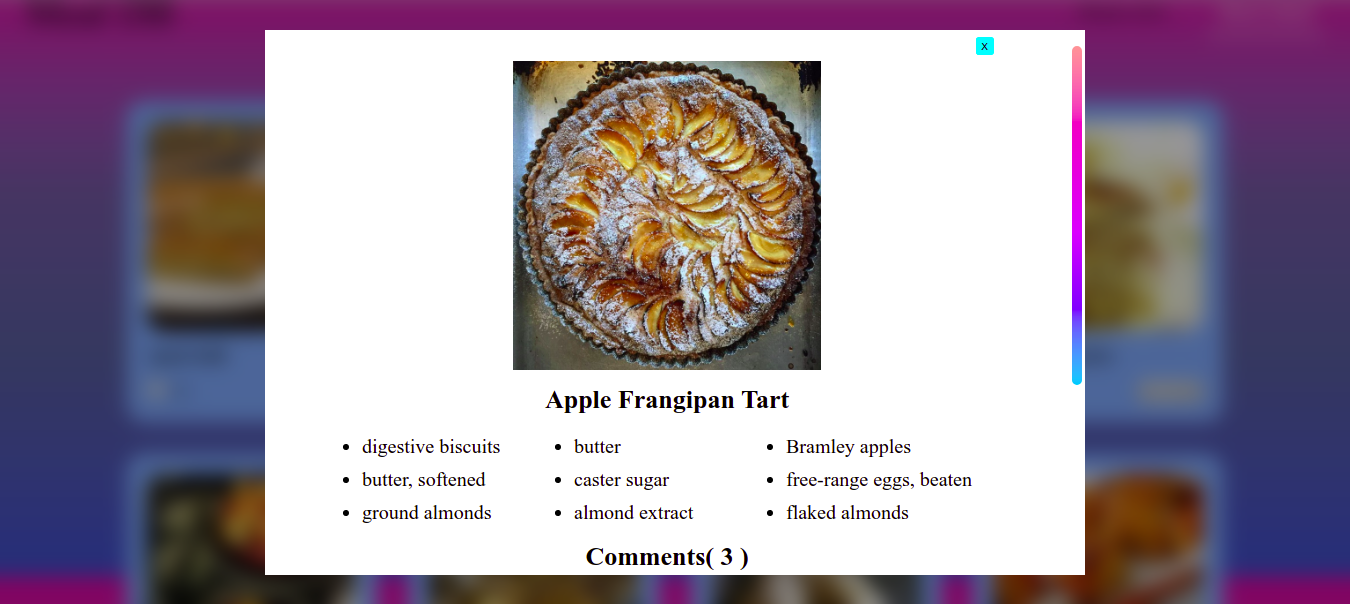 x
Apple Frangipan Tart
digestive biscuits butter Bramley apples
butter, softened caster sugar free-range eggs, beaten
ground almonds almond extract flaked almonds
Comments( 3 )